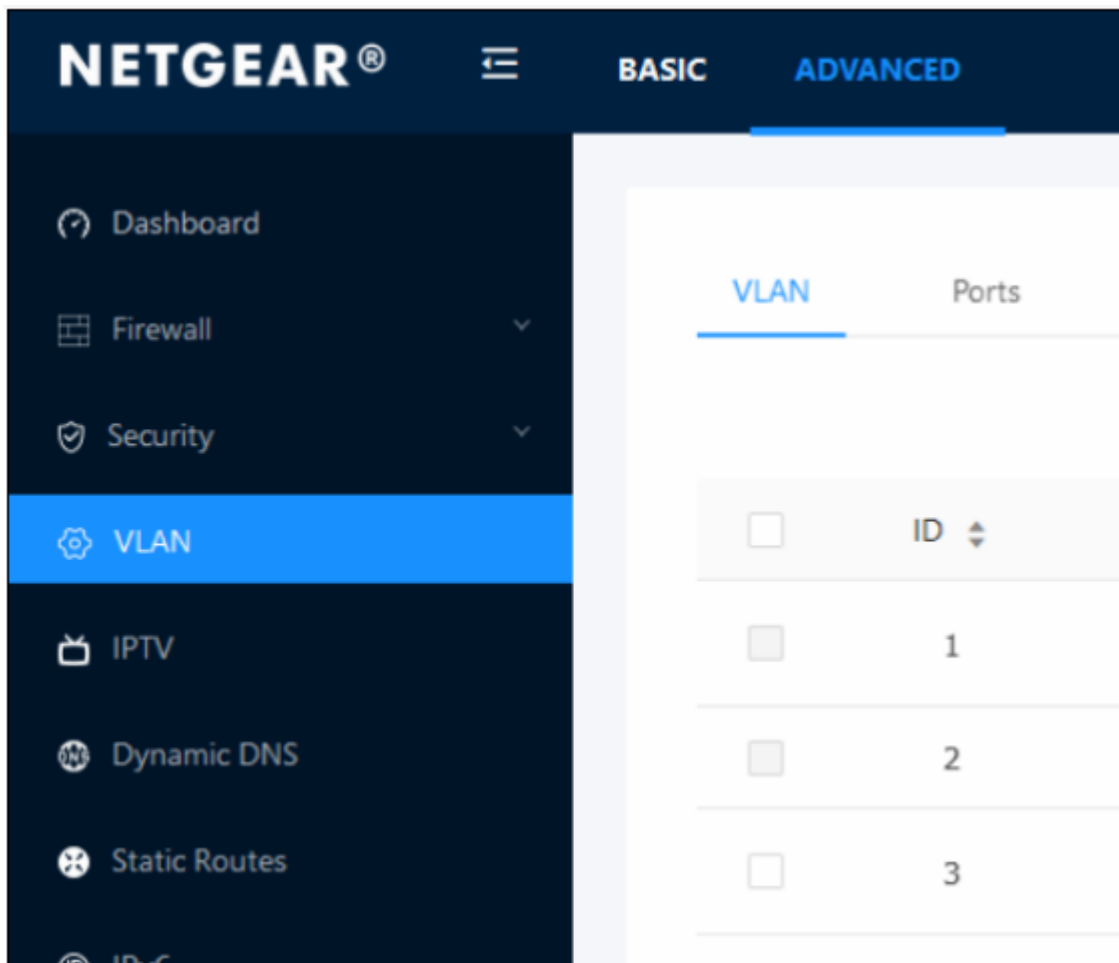 NETGEAR® BASIC ADVANCED
Dashboard
Firewall
Security
VLAN
IPTV
Dynamic DNS
Static Routes
VLAN Ports
ID
1
2
3